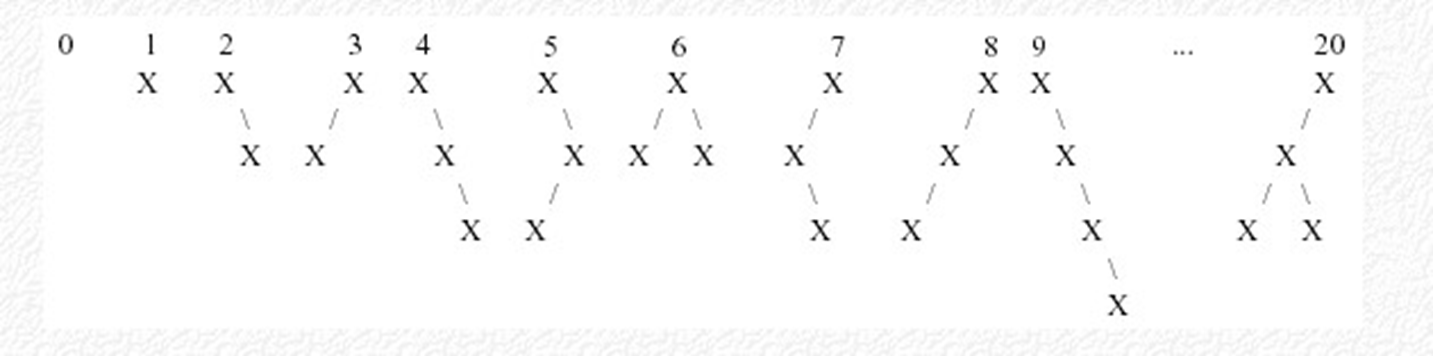 0 1 2 3 4 5 6 7 8 9 ... 20
X X X X X X X X X X
\ / \ \ / \ / / \ /
X X X X X X X X X X
\ / \ / \ / \
X X X X X X X
\
X